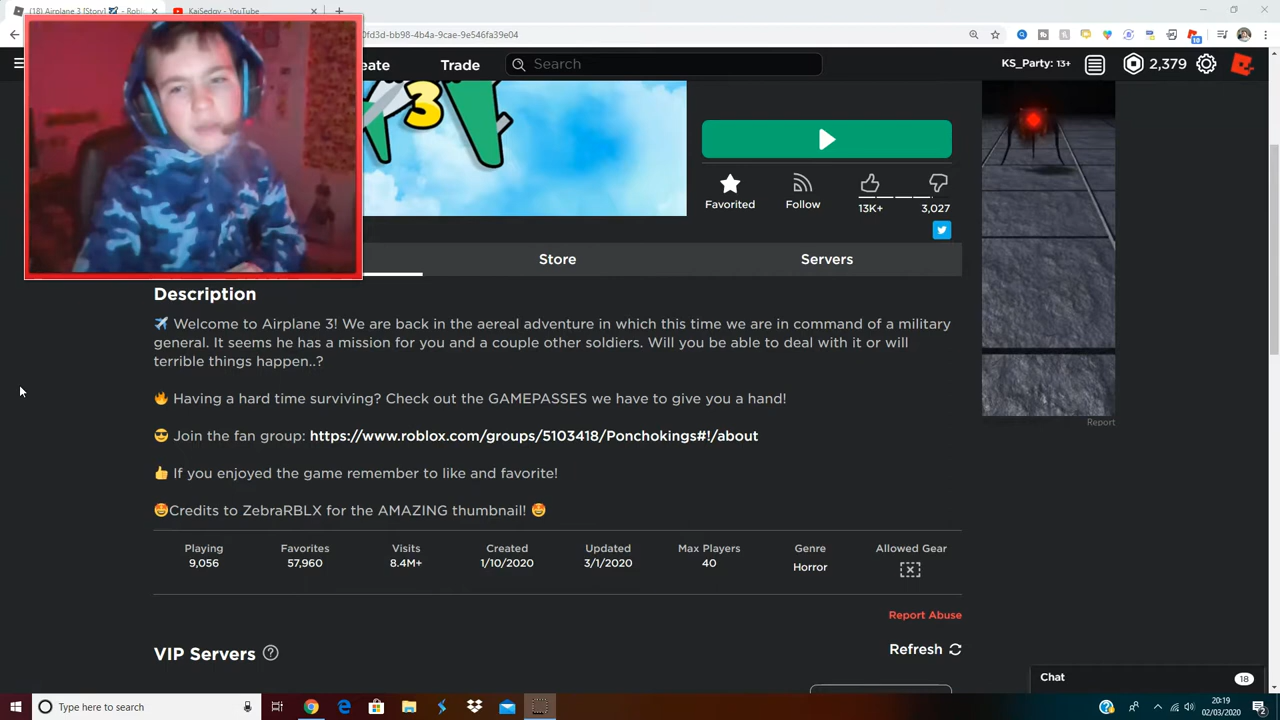 (18) Airplane 3 [Story] ✈️ - Rob
KaiSedgy - YouTube
0fd3d-bb98-4b4a-9cae-9e546fa39e04
eate
Trade
Search
KS_Party: 13+
2,379
3
Favorited
Follow
13K+
3,027
Store
Servers
Report
Description
✈️ Welcome to Airplane 3! We are back in the aereal adventure in which this time we are in command of a military
general. It seems he has a mission for you and a couple other soldiers. Will you be able to deal with it or will
terrible things happen..?
🔥 Having a hard time surviving? Check out the GAMEPASSES we have to give you a hand!
😎 Join the fan group: https://www.roblox.com/groups/5103418/Ponchokings#!/about
👍 If you enjoyed the game remember to like and favorite!
🤩Credits to ZebraRBLX for the AMAZING thumbnail! 🤩
Playing Favorites Visits Created Updated Max Players Genre Allowed Gear
9,056 57,960 8.4M+ 1/10/2020 3/1/2020 40 Horror
Report Abuse
VIP Servers
Refresh
Chat
18
Type here to search
20:19
02/03/2020
2